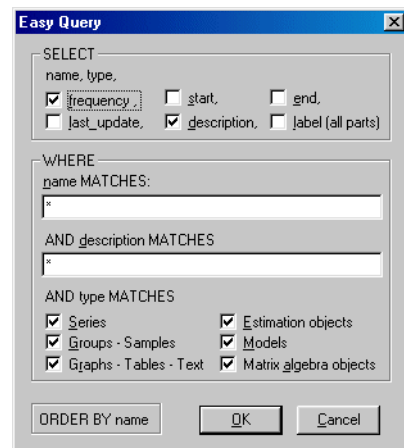 Easy Query
SELECT
name, type,
frequency, start, end,
last_update, description, label (all parts)
WHERE
name MATCHES:
*
AND description MATCHES
*
AND type MATCHES
Series Estimation objects
Groups - Samples Models
Graphs - Tables - Text Matrix algebra objects
ORDER BY name OK Cancel